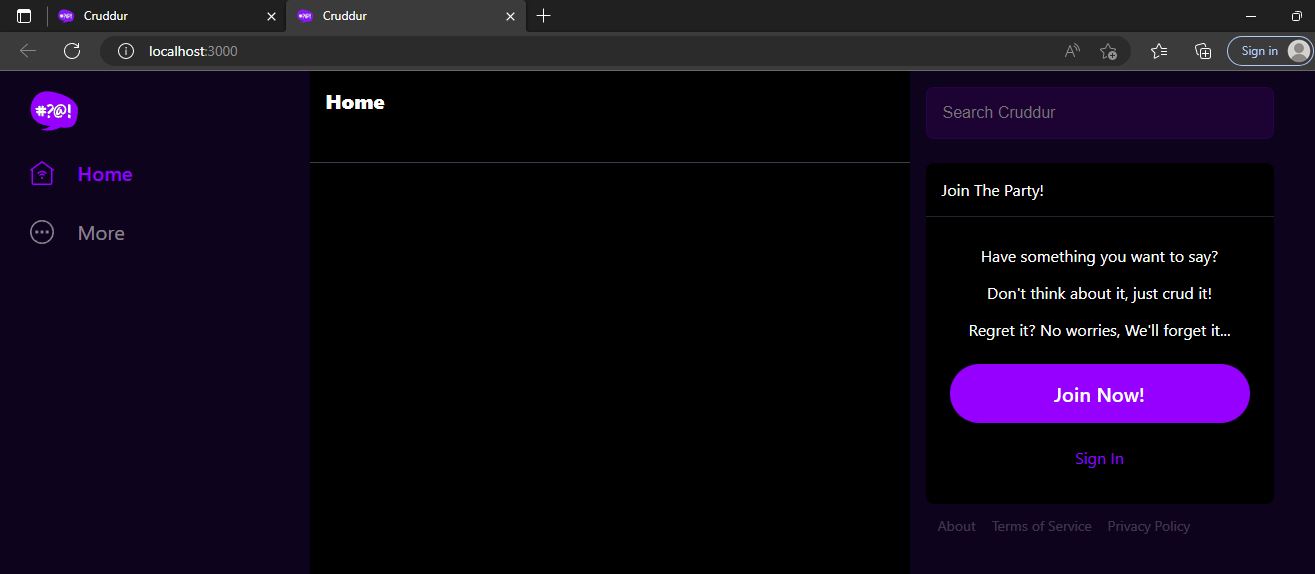 Cruddur
Cruddur
localhost:3000
Sign in
#?@!
Home
More
Home
Search Cruddur
Join The Party!
Have something you want to say?
Don't think about it, just crud it!
Regret it? No worries, We'll forget it...
Join Now!
Sign In
About Terms of Service Privacy Policy